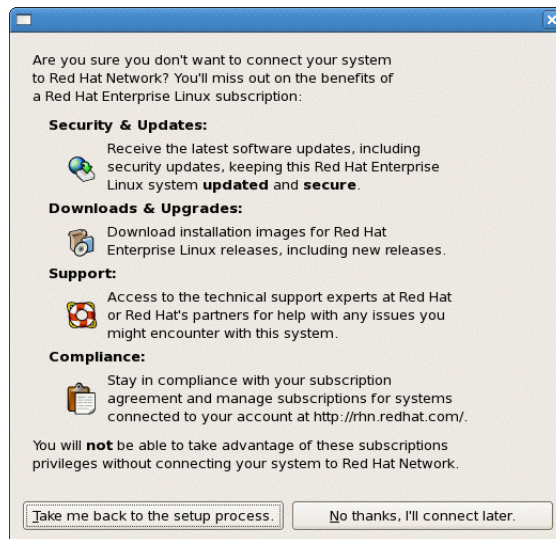 Are you sure you don't want to connect your system
to Red Hat Network? You'll miss out on the benefits of
a Red Hat Enterprise Linux subscription:
Security & Updates:
Receive the latest software updates, including
security updates, keeping this Red Hat Enterprise
Linux system updated and secure.
Downloads & Upgrades:
Download installation images for Red Hat
Enterprise Linux releases, including new releases.
Support:
Access to the technical support experts at Red Hat
or Red Hat's partners for help with any issues you
might encounter with this system.
Compliance:
Stay in compliance with your subscription
agreement and manage subscriptions for systems
connected to your account at http://rhn.redhat.com/.
You will not be able to take advantage of these subscriptions
privileges without connecting your system to Red Hat Network.
Take me back to the setup process.
No thanks, I'll connect later.